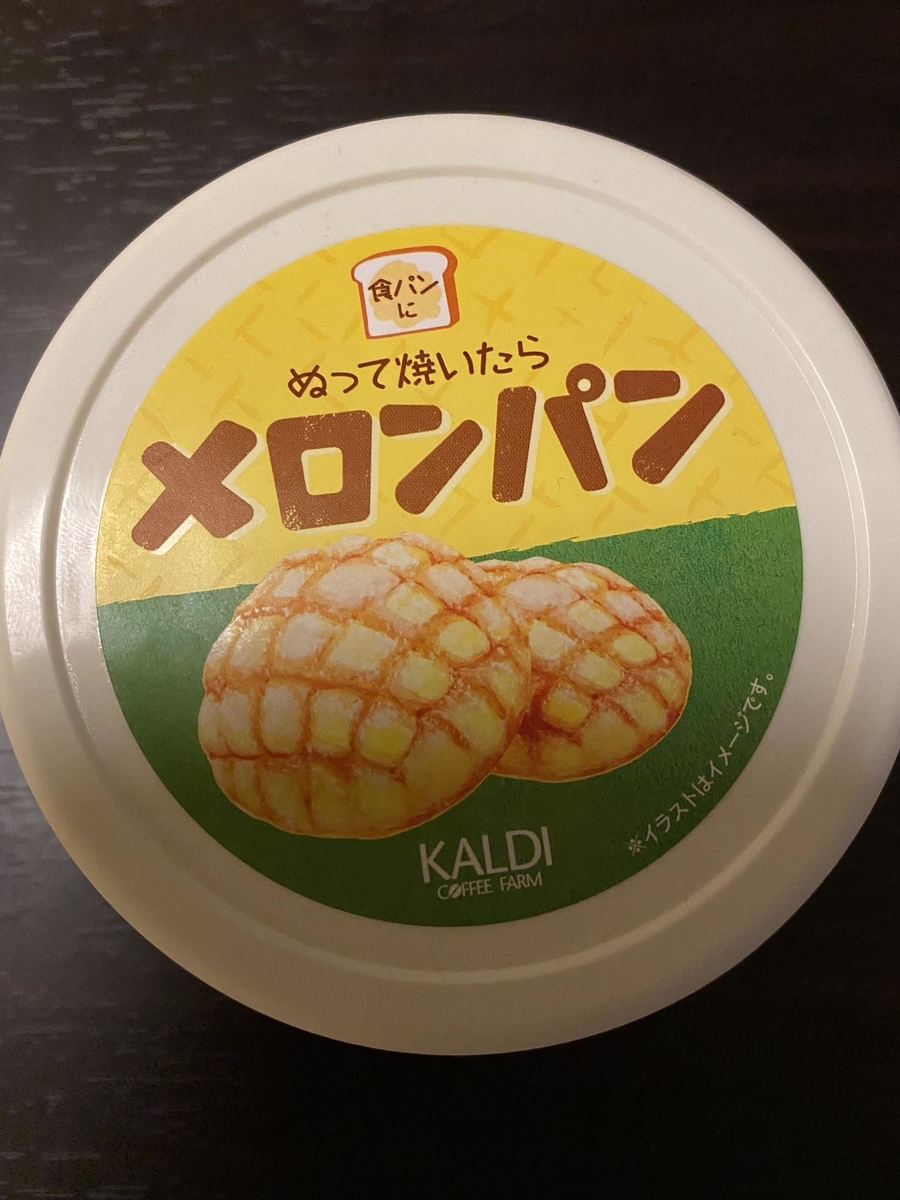 食パン
に
ぬって焼いたら
メロンパン
※イラストはイメージです。
KALDI
COFFEE FARM